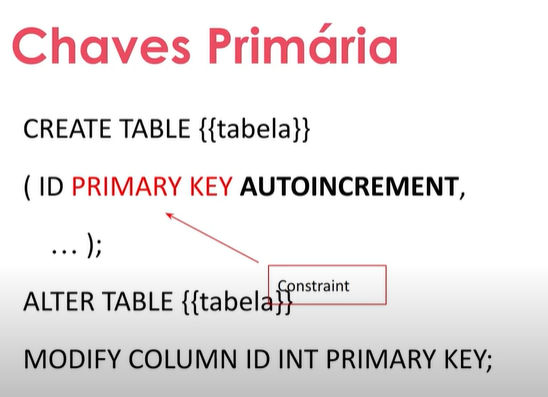 Chaves Primária
CREATE TABLE {{tabela}}
( ID PRIMARY KEY AUTOINCREMENT,
... );
Constraint
ALTER TABLE {{tabela}}
MODIFY COLUMN ID INT PRIMARY KEY;